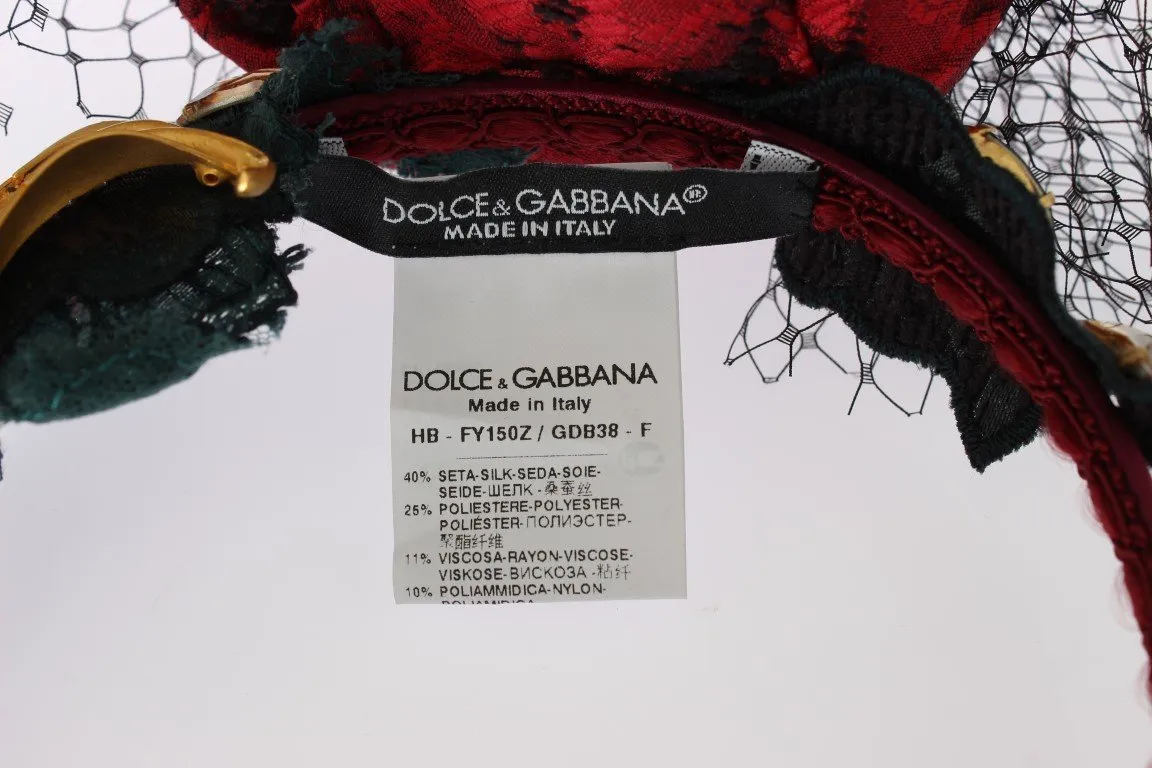 DOLCE & GABBANA
MADE IN ITALY
DOLCE & GABBANA
Made in Italy
HB - FY150Z / GDB38 - F
40% SETA-SILK-SEDA-SOIE-
SEIDE-ШЕЛК -桑蚕丝
25% POLIESTERE-POLYESTER-
POLIÉSTER-ПОЛИЭСТЕР-
聚酯纤维
11% VISCOSA-RAYON-VISCOSE-
VISKOSE-ВИСКОЗА -粘纤
10% POLIAMMIDICA-NYLON-
POLIAMIDICA-